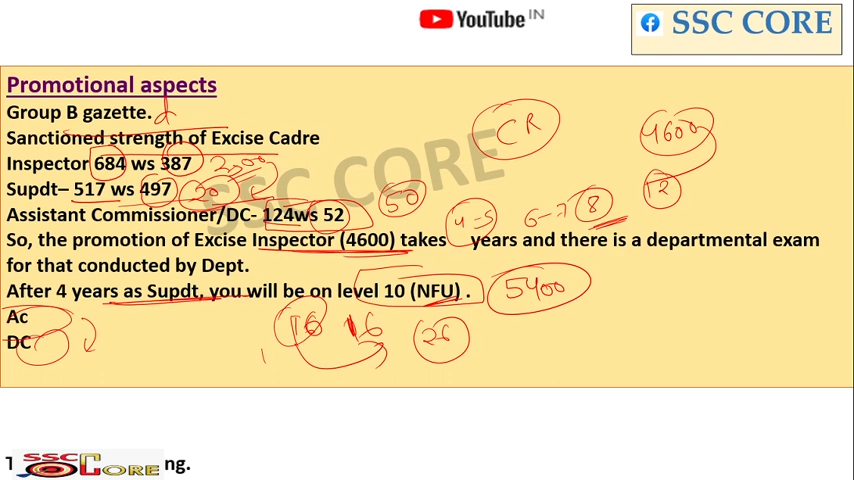 YouTube IN
SSC CORE
Promotional aspects
Group B gazette. d
Sanctioned strength of Excise Cadre
CR
4600
Inspector 684 ws 387
Supdt– 517 ws 497
20
50
12
SSC CORE
Assistant Commissioner/DC- 124ws 52
4-5
6-7 8
So, the promotion of Excise Inspector (4600) takes years and there is a departmental exam
for that conducted by Dept.
After 4 years as Supdt, you will be on level 10 (NFU) .
5400
Ac
16 16 26
DC
SSC CORE ng.